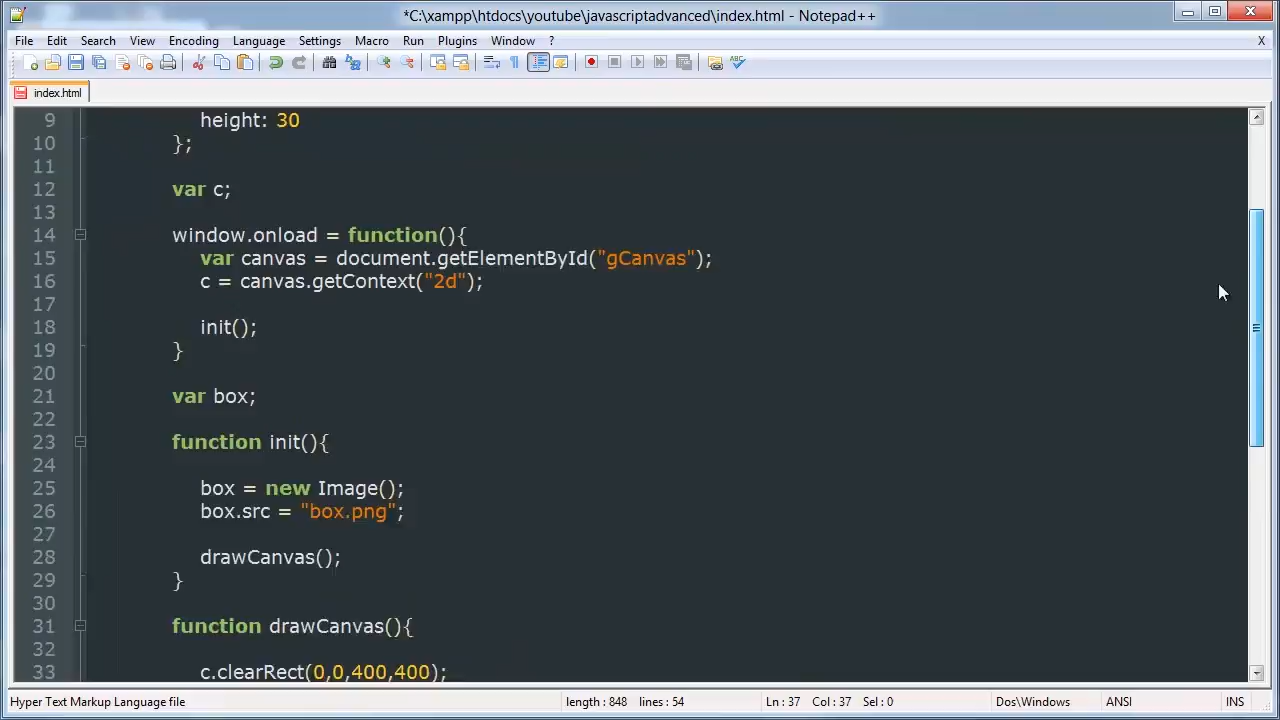 *C:\xampp\htdocs\youtube\javascriptadvanced\index.html - Notepad++
File Edit Search View Encoding Language Settings Macro Run Plugins Window ? X
index.html
9 height: 30
10 };
11
12 var c;
13
14 window.onload = function(){
15 var canvas = document.getElementById("gCanvas");
16 c = canvas.getContext("2d");
17
18 init();
19 }
20
21 var box;
22
23 function init(){
24
25 box = new Image();
26 box.src = "box.png";
27
28 drawCanvas();
29 }
30
31 function drawCanvas(){
32
33 c.clearRect(0,0,400,400);
Hyper Text Markup Language file length : 848 lines : 54 Ln : 37 Col : 37 Sel : 0 Dos\Windows ANSI INS